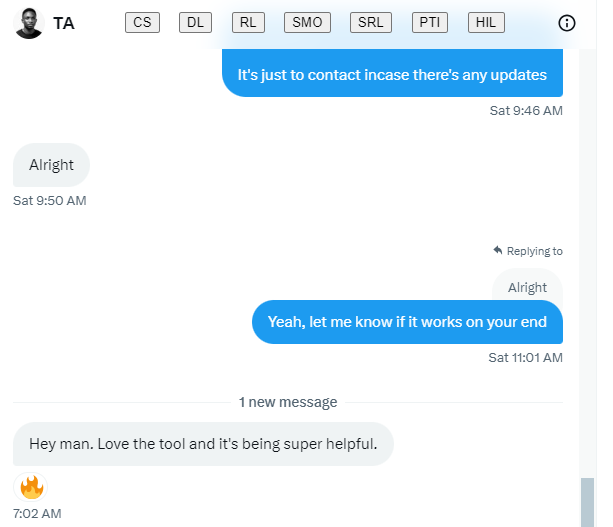 TA CS DL RL SMO SRL PTI HIL
It's just to contact incase there's any updates
Sat 9:46 AM
Alright
Sat 9:50 AM
Replying to
Alright
Yeah, let me know if it works on your end
Sat 11:01 AM
1 new message
Hey man. Love the tool and it's being super helpful.
7:02 AM